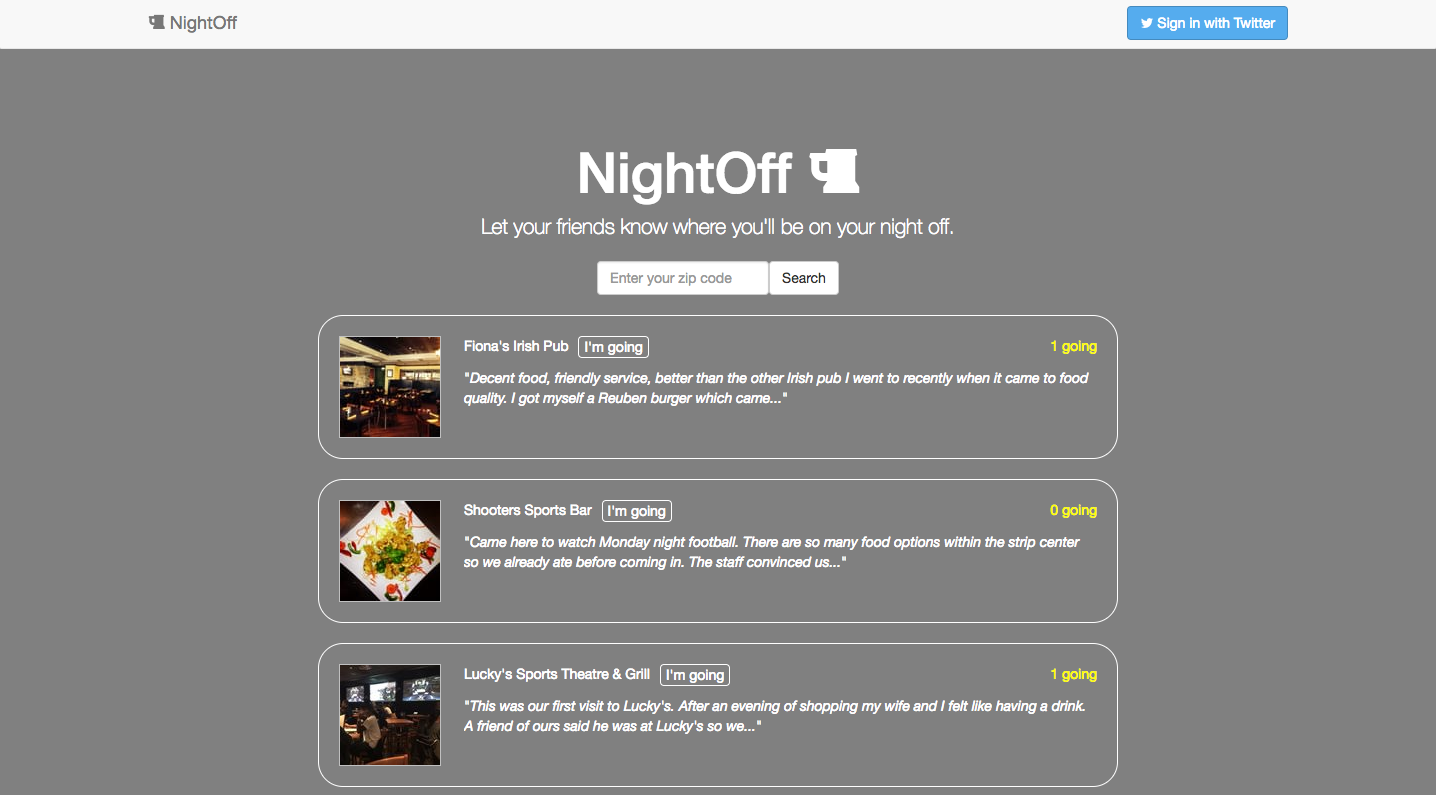 NightOff
Sign in with Twitter
NightOff
Let your friends know where you'll be on your night off.
Enter your zip code
Search
Fiona's Irish Pub
I'm going
1 going
"Decent food, friendly service, better than the other Irish pub I went to recently when it came to food
quality. I got myself a Reuben burger which came..."
Shooters Sports Bar
I'm going
0 going
"Came here to watch Monday night football. There are so many food options within the strip center
so we already ate before coming in. The staff convinced us..."
Lucky's Sports Theatre & Grill
I'm going
1 going
"This was our first visit to Lucky's. After an evening of shopping my wife and I felt like having a drink.
A friend of ours said he was at Lucky's so we..."